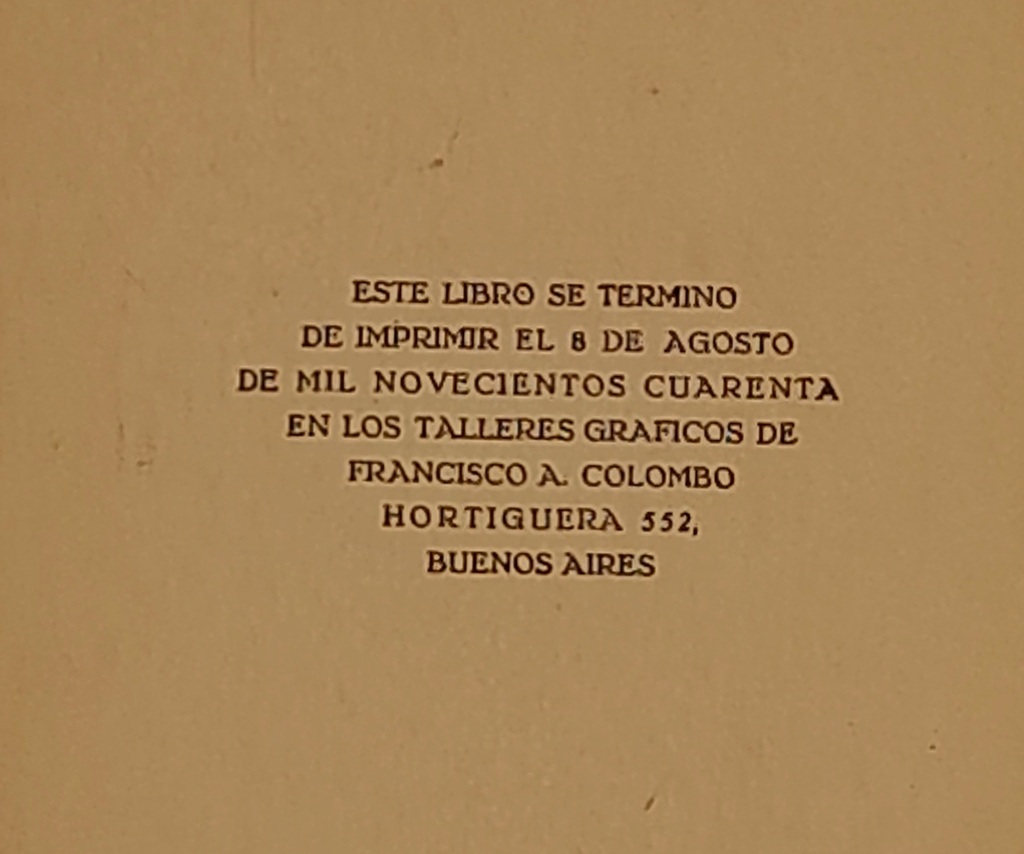 ESTE LIBRO SE TERMINO
DE IMPRIMIR EL 8 DE AGOSTO
DE MIL NOVECIENTOS CUARENTA
EN LOS TALLERES GRAFICOS DE
FRANCISCO A. COLOMBO
HORTIGUERA 552,
BUENOS AIRES